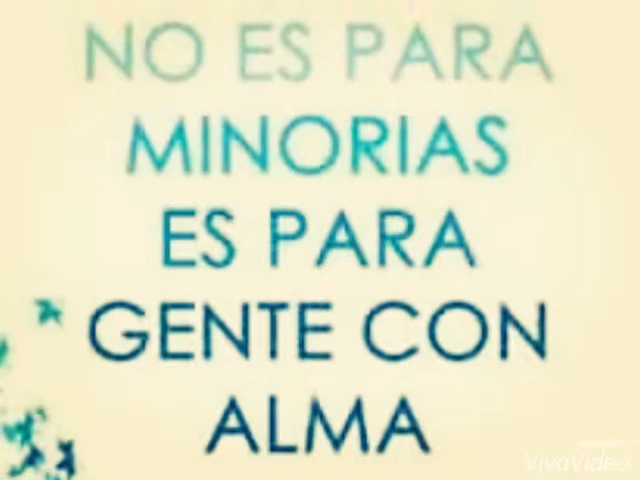 NO ES PARA
MINORIAS
ES PARA
GENTE CON
ALMA
VivaVideo